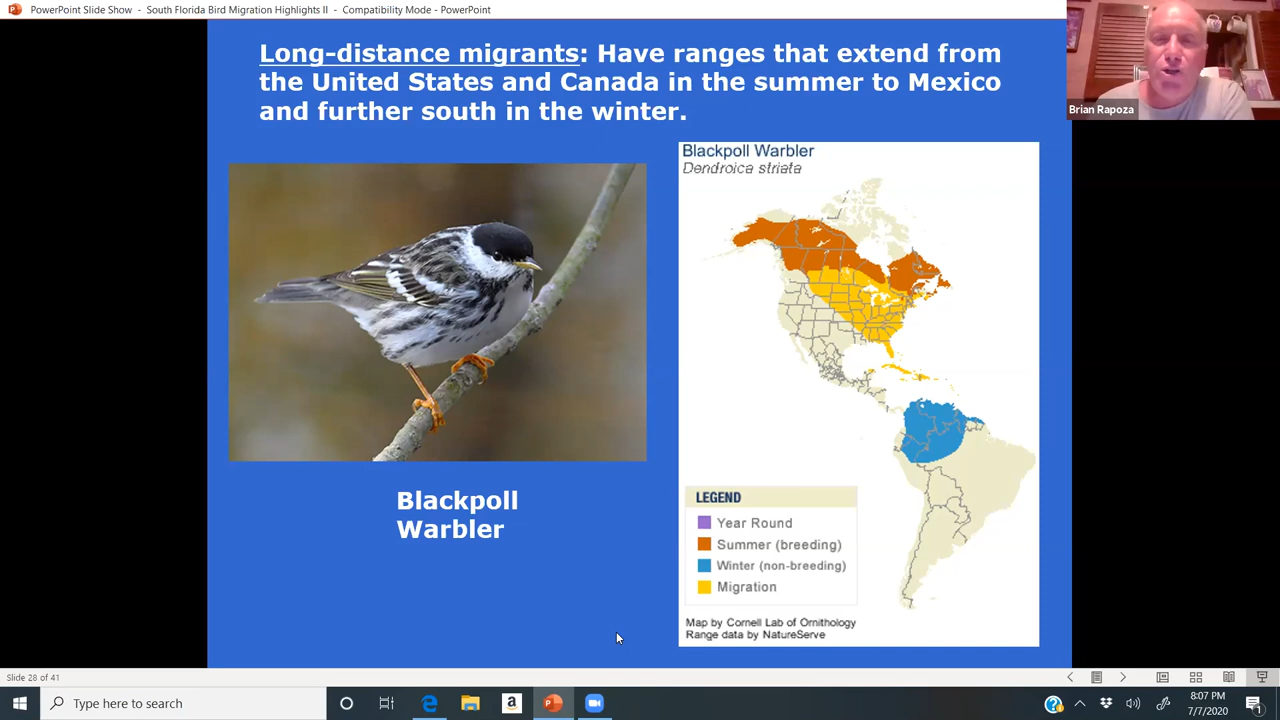 PowerPoint Slide Show - South Florida Bird Migration Highlights II - Compatibility Mode - PowerPoint
Long-distance migrants: Have ranges that extend from
the United States and Canada in the summer to Mexico
and further south in the winter.
Brian Rapoza
Blackpoll Warbler
Dendroica striata
Blackpoll
Warbler
LEGEND
Year Round
Summer (breeding)
Winter (non-breeding)
Migration
Map by Cornell Lab of Ornithology
Range data by NatureServe
Slide 28 of 41
Type here to search
8:07 PM
7/7/2020